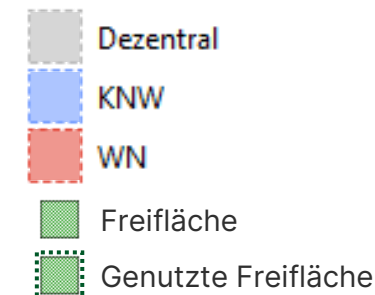 Dezentral
KNW
WN
Freifläche
Genutzte Freifläche